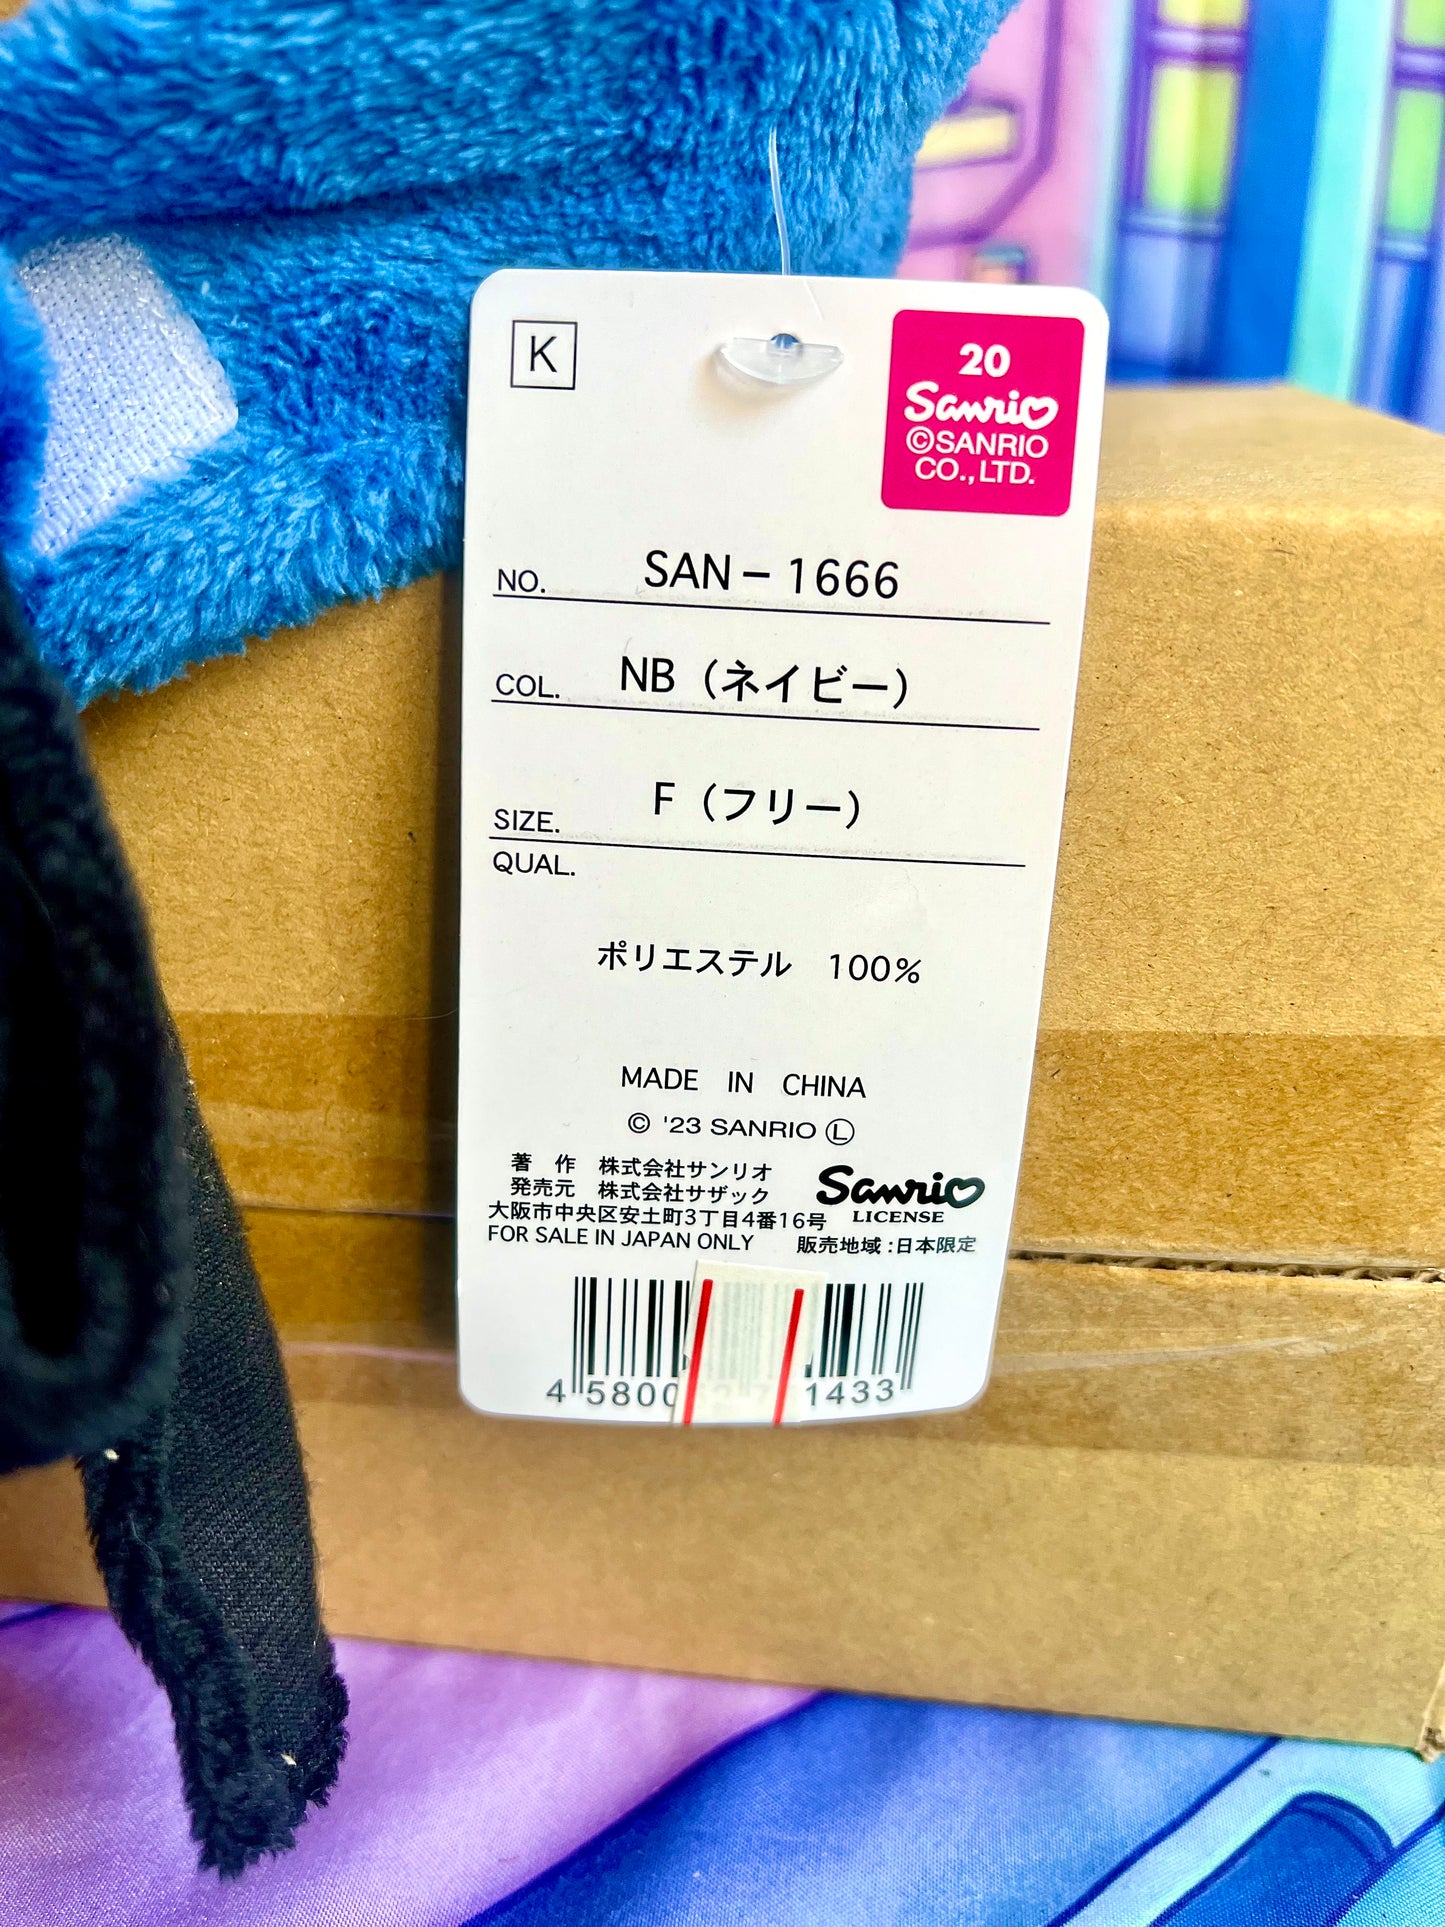 K
20
Sanrio
©SANRIO
CO.,LTD.
NO. SAN-1666
COL. NB（ネイビー）
SIZE. F（フリー）
QUAL.
ポリエステル 100%
MADE IN CHINA
© '23 SANRIO Ⓛ
著 作 株式会社サンリオ
発売元 株式会社サザック
大阪市中央区安土町3丁目4番16号
Sanrio
LICENSE
FOR SALE IN JAPAN ONLY 販売地域:日本限定
4 5800 1433